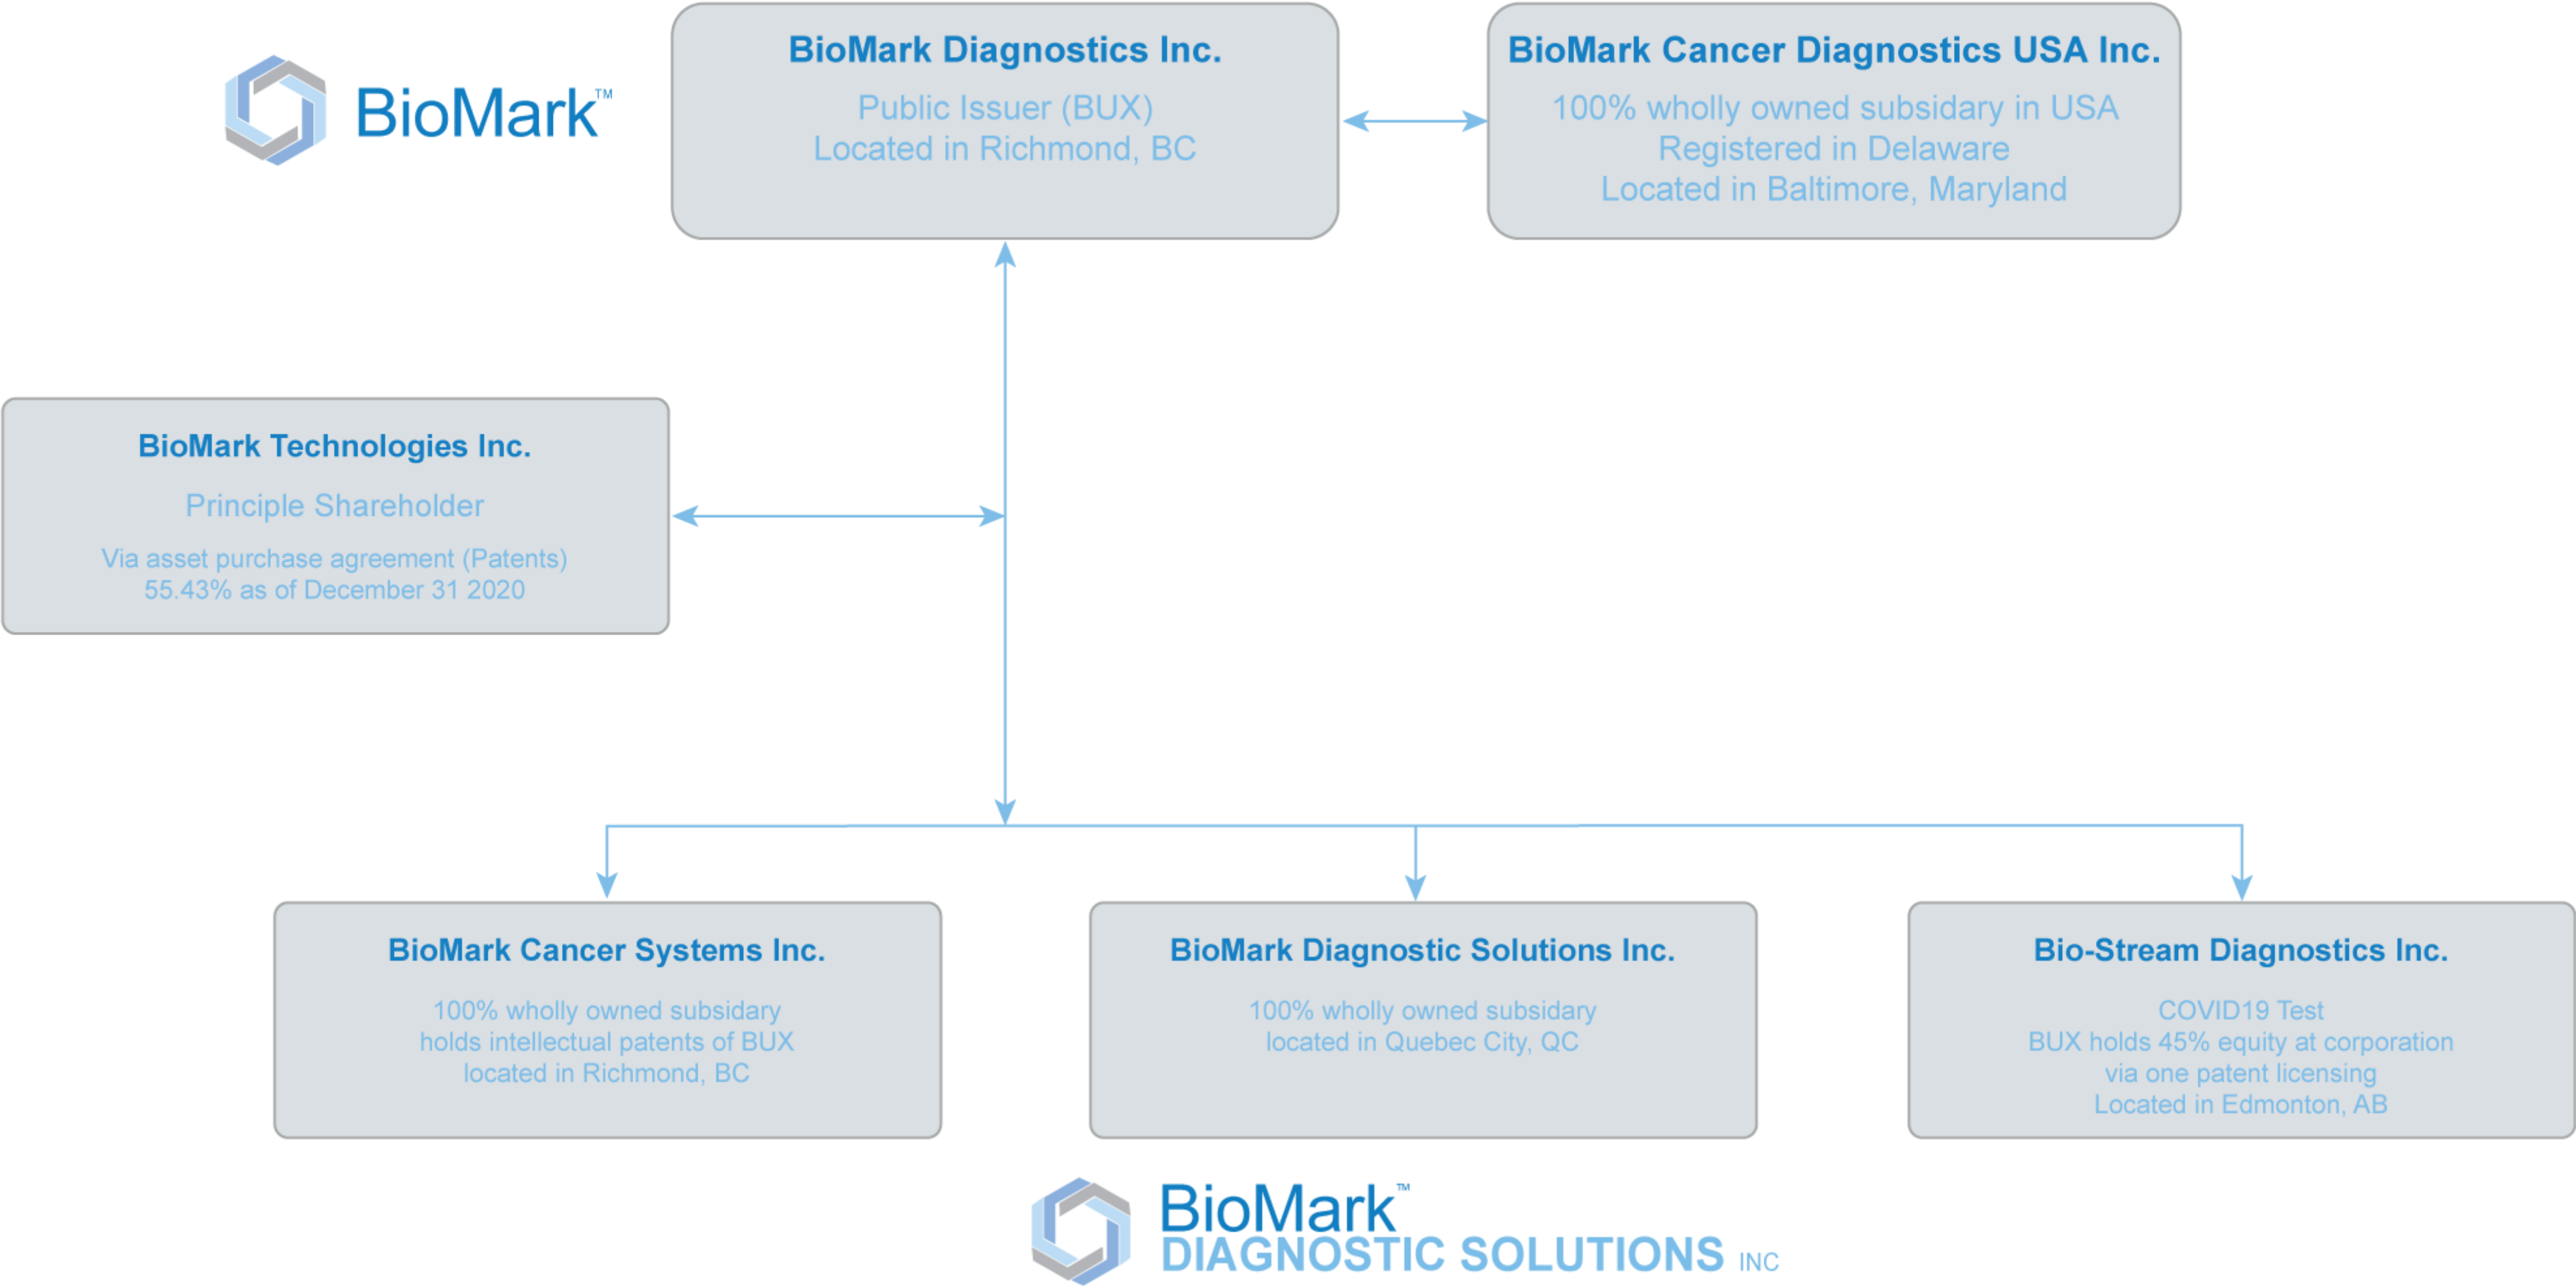 BioMark™
BioMark Diagnostics Inc.
Public Issuer (BUX)
Located in Richmond, BC
BioMark Cancer Diagnostics USA Inc.
100% wholly owned subsidary in USA
Registered in Delaware
Located in Baltimore, Maryland
BioMark Technologies Inc.
Principle Shareholder
Via asset purchase agreement (Patents)
55.43% as of December 31 2020
BioMark Cancer Systems Inc.
100% wholly owned subsidary
holds intellectual patents of BUX
located in Richmond, BC
BioMark Diagnostic Solutions Inc.
100% wholly owned subsidary
located in Quebec City, QC
Bio-Stream Diagnostics Inc.
COVID19 Test
BUX holds 45% equity at corporation
via one patent licensing
Located in Edmonton, AB
BioMark™
DIAGNOSTIC SOLUTIONS INC